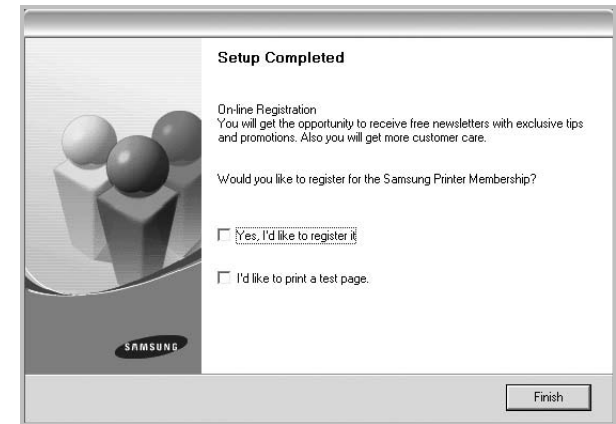 Setup Completed
On-line Registration
You will get the opportunity to receive free newsletters with exclusive tips
and promotions. Also you will get more customer care.
Would you like to register for the Samsung Printer Membership?
Yes, I'd like to register it
I'd like to print a test page.
SAMSUNG
Finish